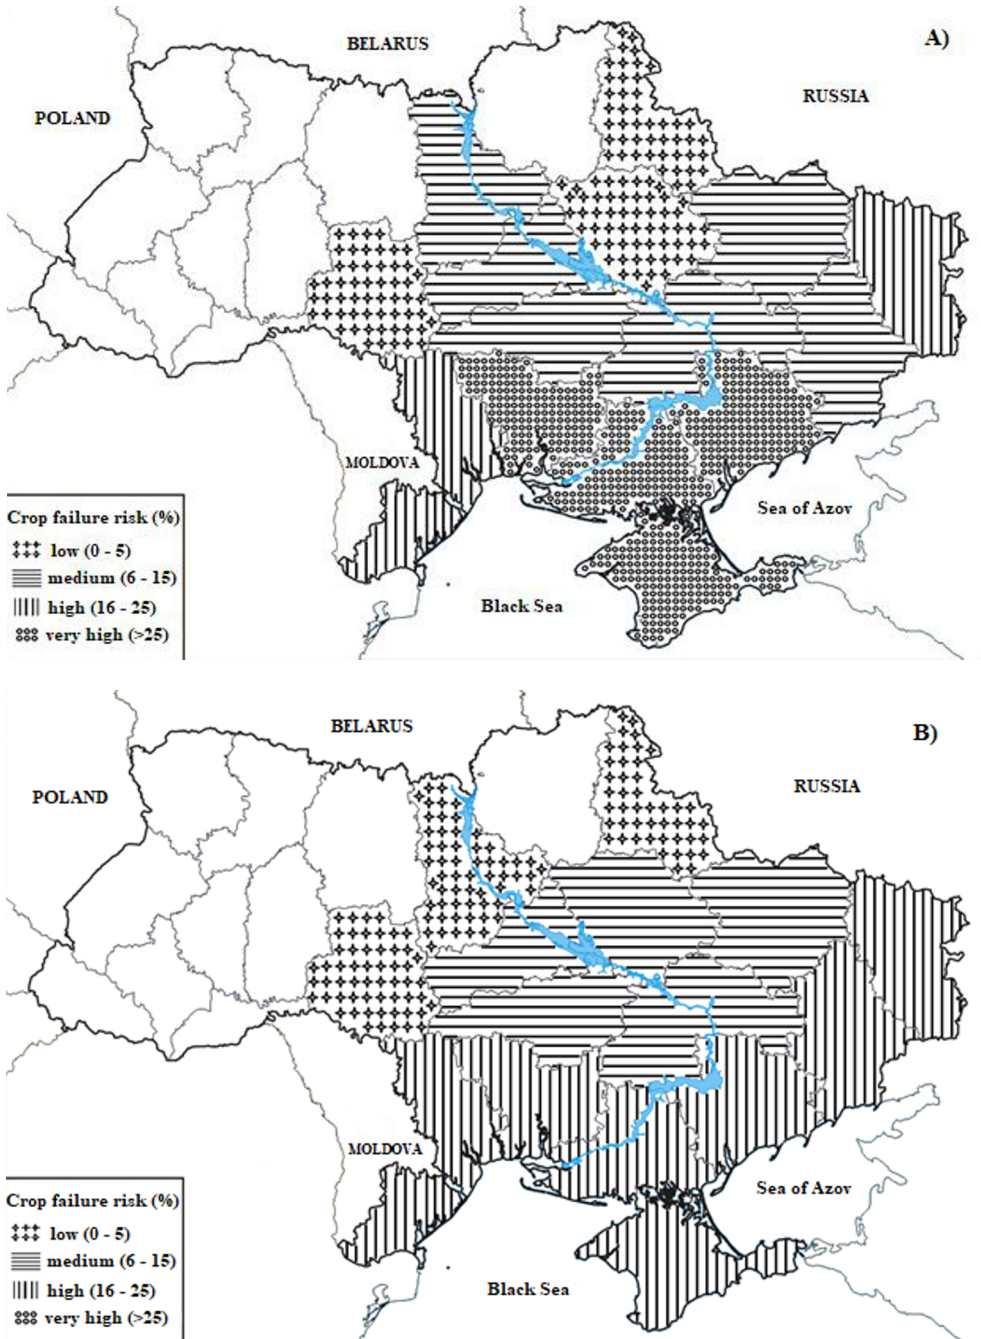 BELARUS
A)
RUSSIA
POLAND
MOLDOVA
Sea of Azov
Crop failure risk (%)
low (0 - 5)
medium (6 - 15)
high (16 - 25)
very high (>25)
Black Sea
BELARUS
B)
RUSSIA
POLAND
MOLDOVA
Sea of Azov
Crop failure risk (%)
low (0 - 5)
medium (6 - 15)
high (16 - 25)
very high (>25)
Black Sea